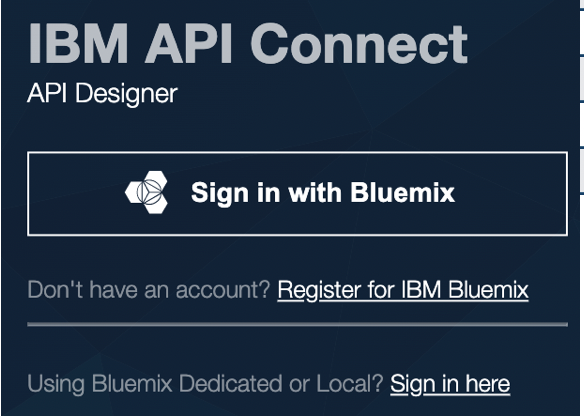 IBM API Connect
API Designer
Sign in with Bluemix
Don't have an account? Register for IBM Bluemix
Using Bluemix Dedicated or Local? Sign in here